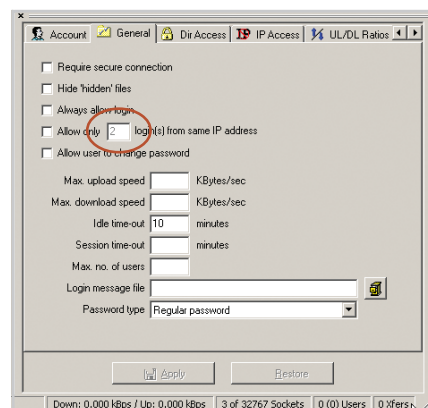 Account General Dir Access IP Access UL/DL Ratios
Require secure connection
Hide 'hidden' files
Always allow login
Allow only 2 login(s) from same IP address
Allow user to change password
Max. upload speed KBytes/sec
Max. download speed KBytes/sec
Idle time-out 10 minutes
Session time-out minutes
Max. no. of users
Login message file
Password type Regular password
Apply Restore
Down: 0.000 kBps / Up: 0.000 kBps 3 of 32767 Sockets 0 (0) Users 0 Xfers